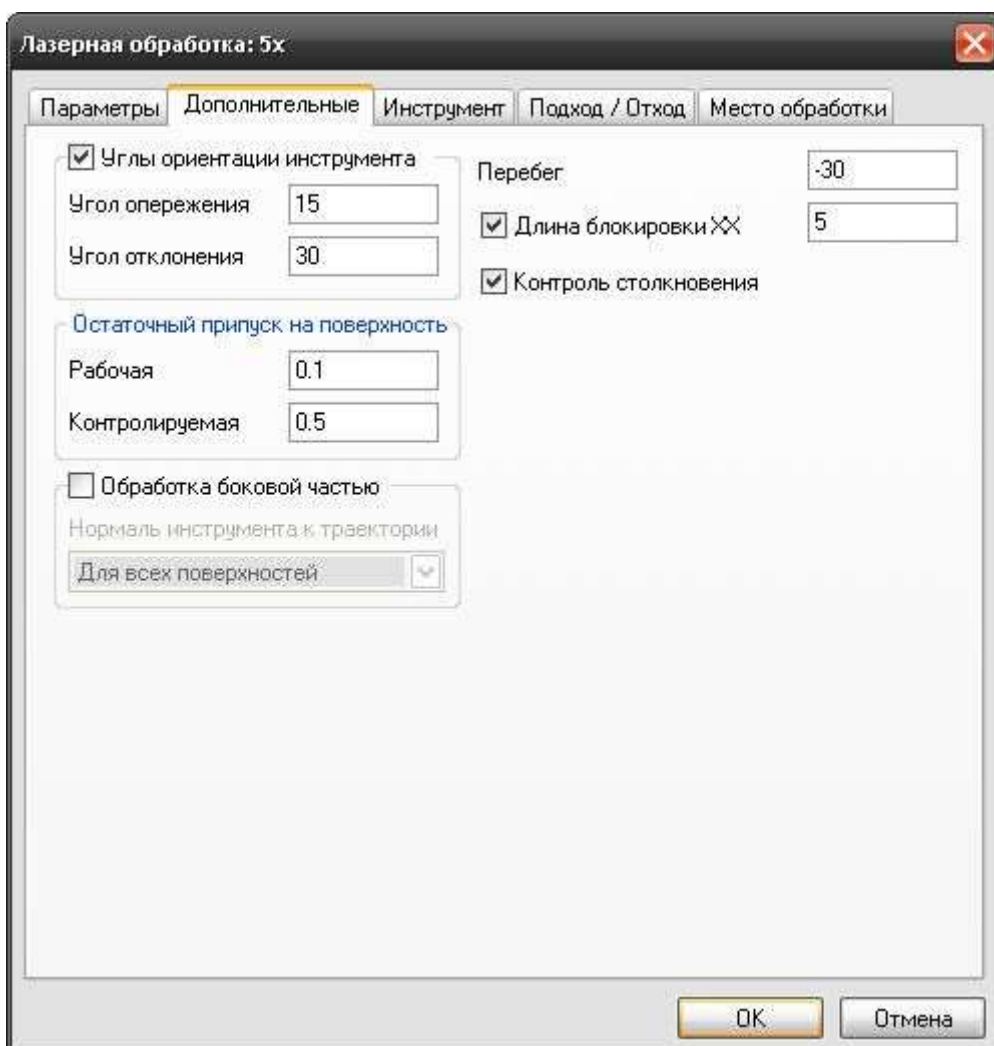 Лазерная обработка: 5x
Параметры Дополнительные Инструмент Подход / Отход Место обработки
Углы ориентации инструмента
Угол опережения 15
Угол отклонения 30
Перебег -30
Длина блокировки XX 5
Контроль столкновения
Остаточный припуск на поверхность
Рабочая 0.1
Контролируемая 0.5
Обработка боковой частью
Нормаль инструмента к траектории
Для всех поверхностей
OK Отмена